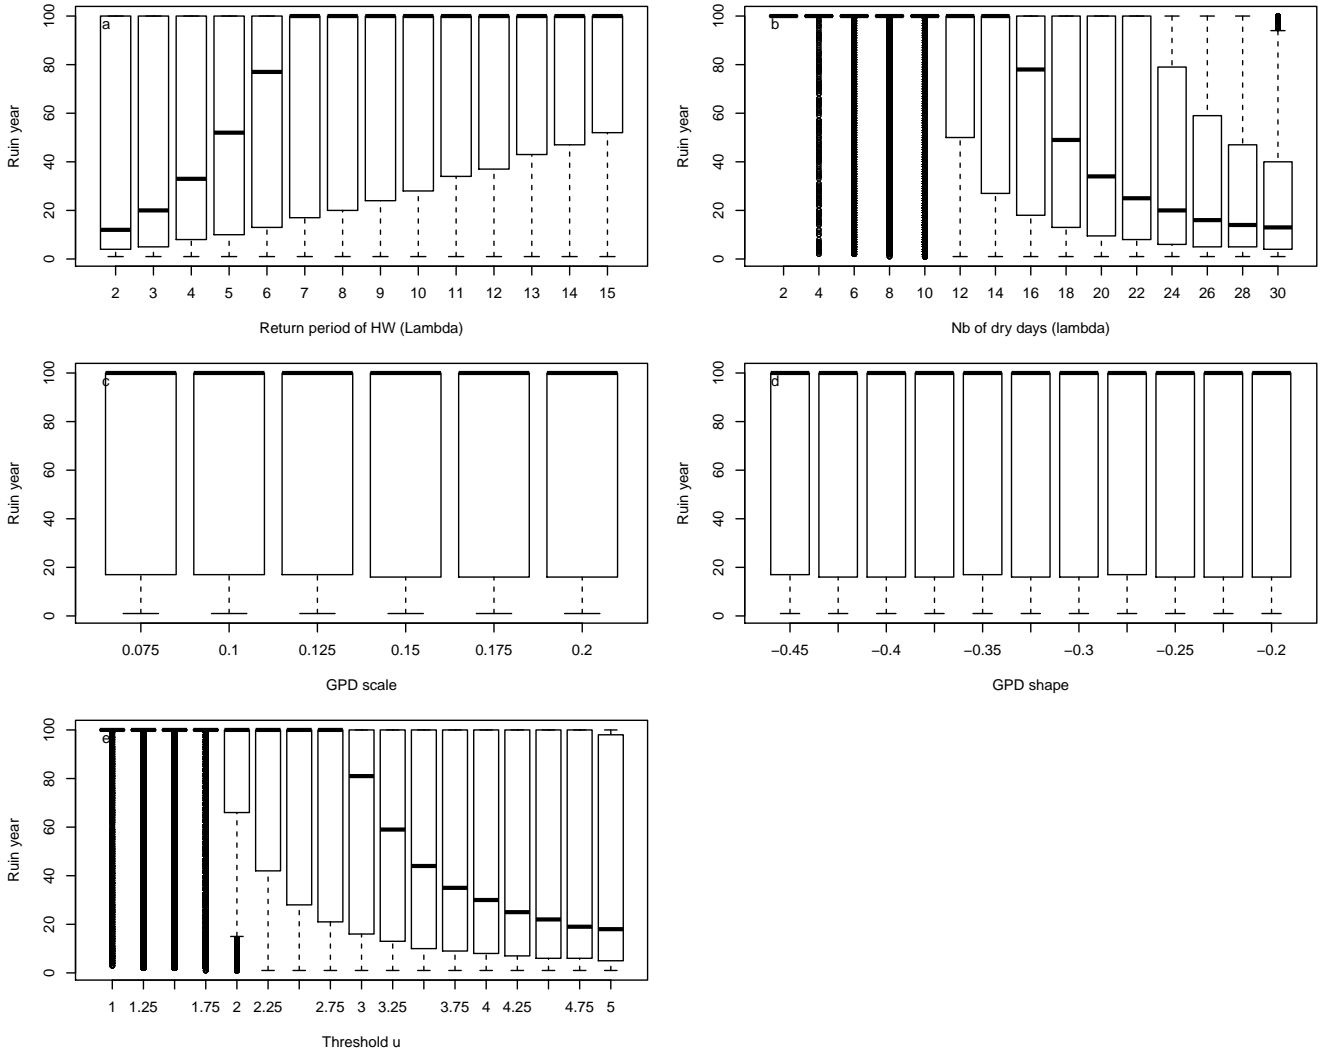 a
Ruin year
0 20 40 60 80 100
2 3 4 5 6 7 8 9 10 11 12 13 14 15
Return period of HW (Lambda)
b
Ruin year
0 20 40 60 80 100
2 4 6 8 10 12 14 16 18 20 22 24 26 28 30
Nb of dry days (lambda)
c
Ruin year
0 20 40 60 80 100
0.075 0.1 0.125 0.15 0.175 0.2
GPD scale
d
Ruin year
0 20 40 60 80 100
−0.45 −0.4 −0.35 −0.3 −0.25 −0.2
GPD shape
e
Ruin year
0 20 40 60 80 100
1 1.25 1.75 2 2.25 2.75 3 3.25 3.75 4 4.25 4.75 5
Threshold u